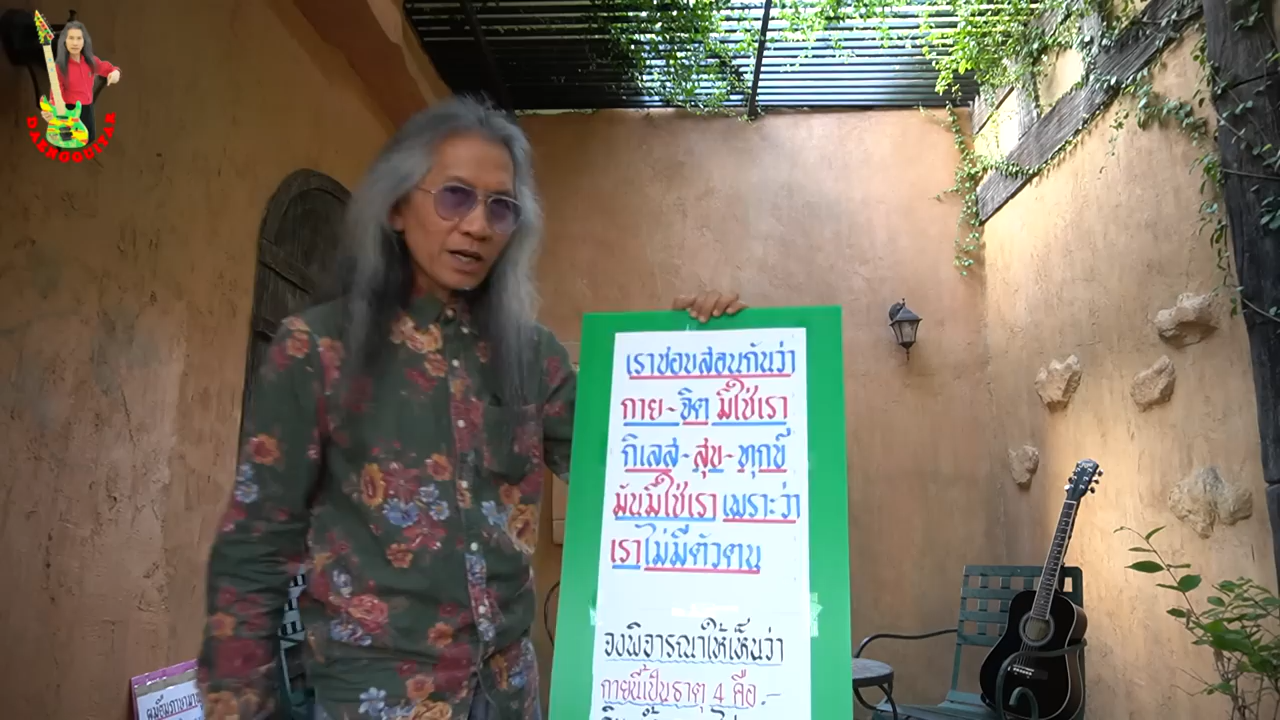 DAENGGUITAR
เราชอบสอนกันว่า
กาย-จิต มิใช่เรา
กิเลส-สุข-ทุกข์
มันมิใช่เรา เพราะว่า
เราไม่มีตัวตน
จงพิจารณาให้เห็นว่า
กายนี้เป็นธาตุ 4 คือ.-